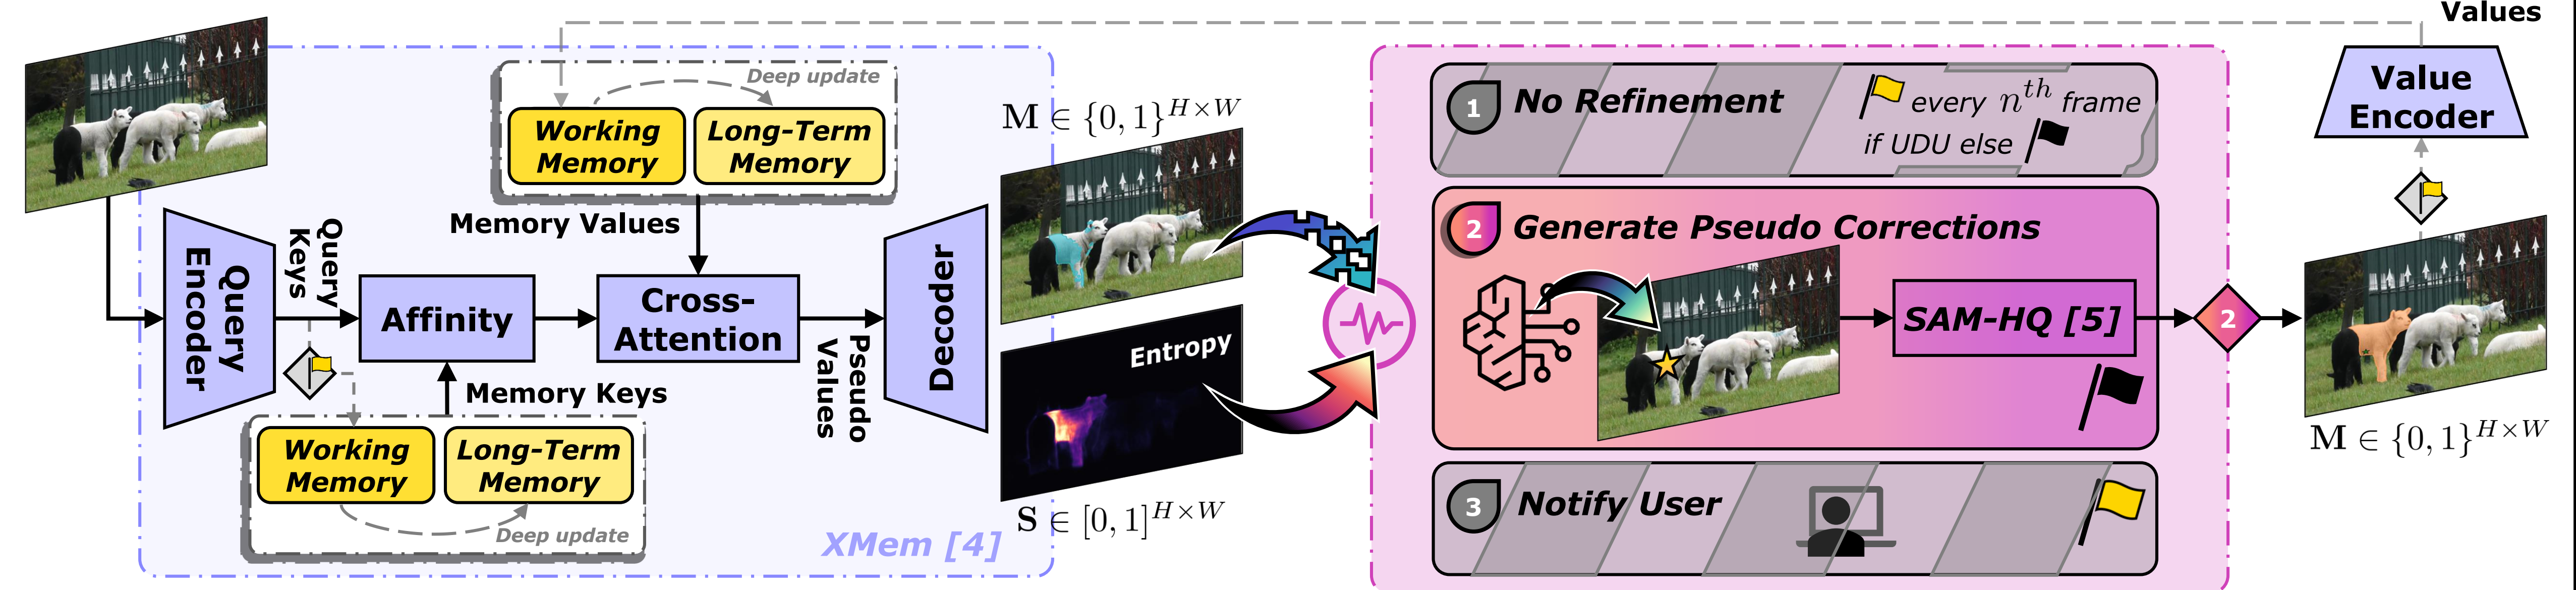 Values
Deep update
Working
Memory
Long-Term
Memory
Memory Values
Query
Encoder
Query
Keys
Affinity
Cross-
Attention
Pseudo
Values
Decoder
Memory Keys
Working
Memory
Long-Term
Memory
Deep update
XMem [4]
M ∈ {0, 1}^{H×W}
Entropy
S ∈ [0, 1]^{H×W}
1 No Refinement
every n^{th} frame
if UDU else
2 Generate Pseudo Corrections
SAM-HQ [5]
2
3 Notify User
Value
Encoder
M ∈ {0, 1}^{H×W}